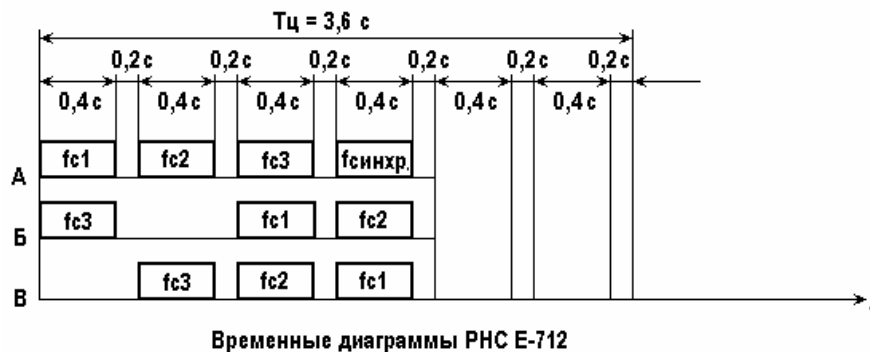 Тц = 3,6 с
0,2 с 0,2 с 0,2 с 0,2 с 0,2 с
0,4 с 0,4 с 0,4 с 0,4 с 0,4 с 0,4 с
А fc1 fc2 fc3 fсинхр.
Б fc3 fc1 fc2
В fc3 fc2 fc1
Временные диаграммы РНС Е-712